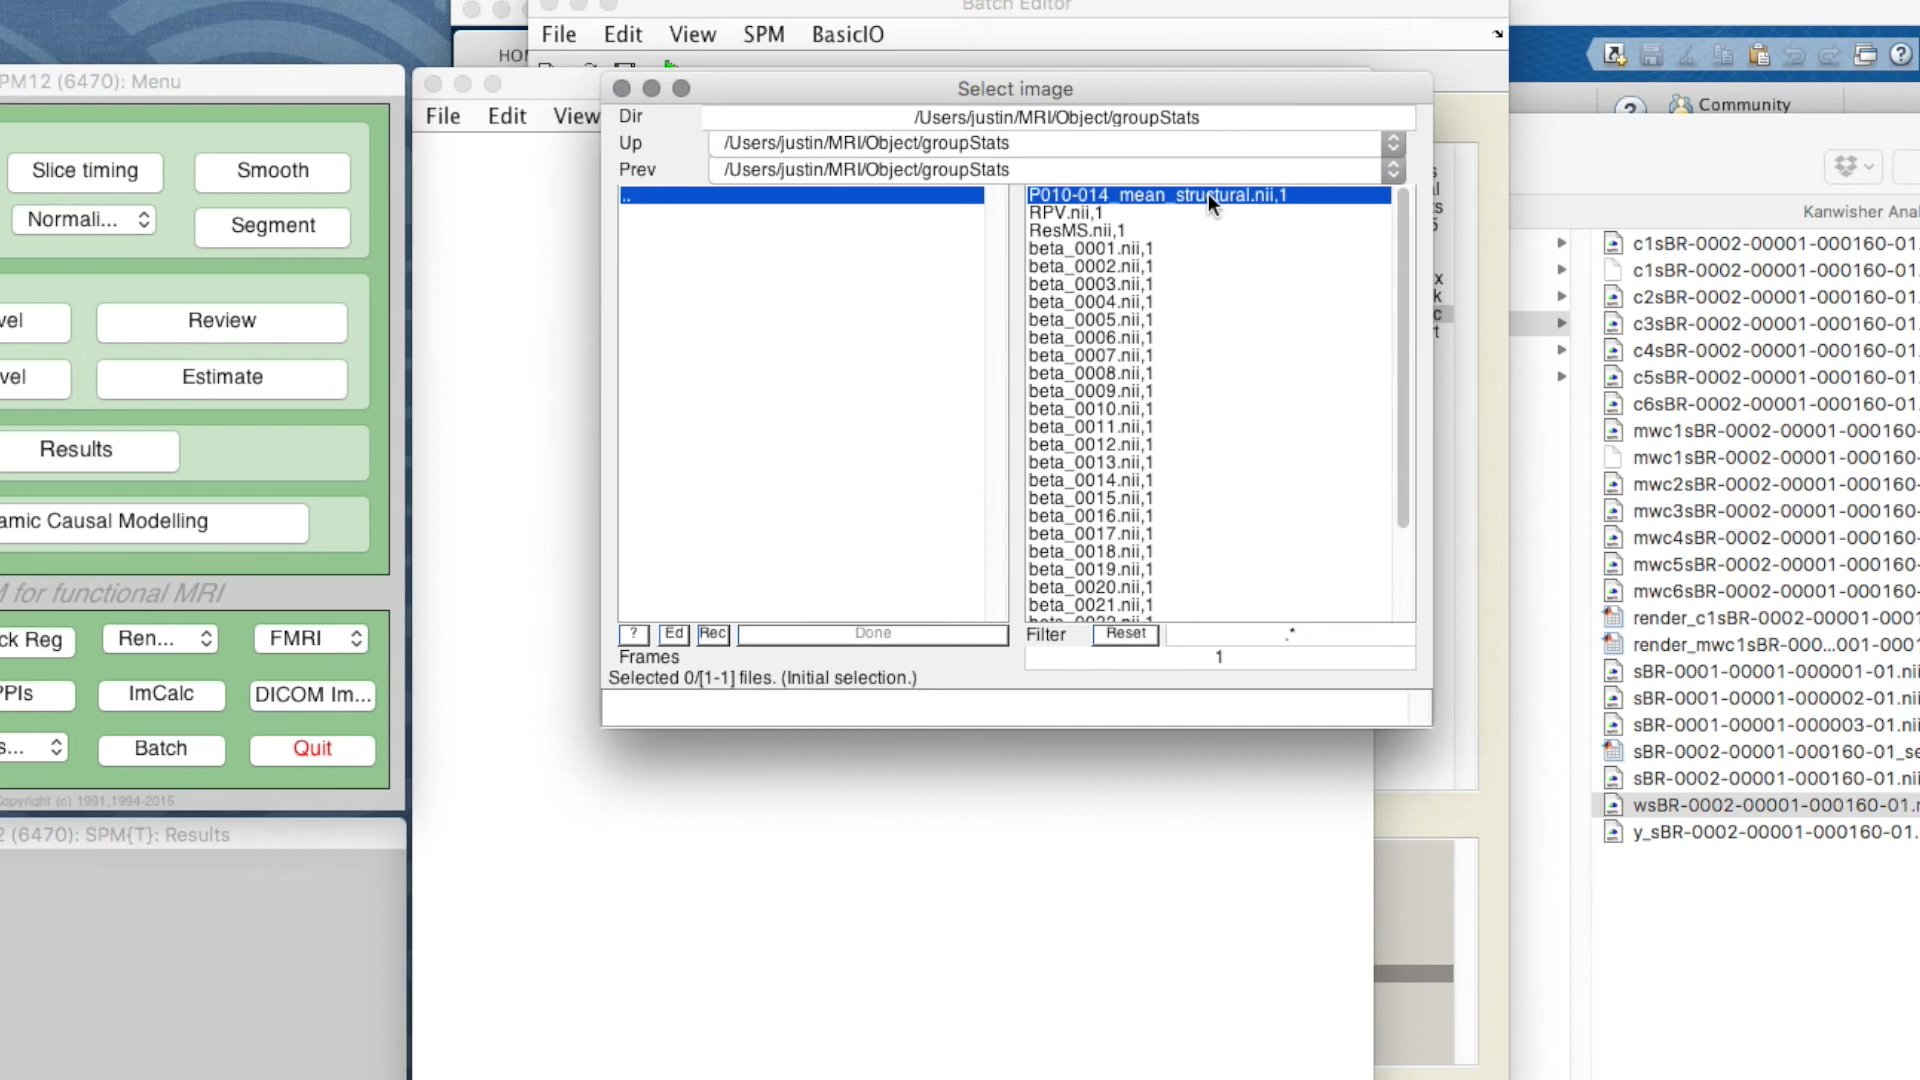 Batch Editor
File Edit View SPM BasicIO
HOM
PM12 (6470): Menu
Slice timing
Smooth
Normali...
Segment
vel
Review
vel
Estimate
Results
amic Causal Modelling
M for functional MRI
ck Reg
Ren...
FMRI
PPIs
ImCalc
DICOM Im...
s...
Batch
Quit
Copyright (c) 1991,1994-2015
2 (6470): SPM{T}: Results
File Edit View
Select image
Dir /Users/justin/MRI/Object/groupStats
Up /Users/justin/MRI/Object/groupStats
Prev /Users/justin/MRI/Object/groupStats
..
P010-014_mean_structural.nii,1
RPV.nii,1
ResMS.nii,1
beta_0001.nii,1
beta_0002.nii,1
beta_0003.nii,1
beta_0004.nii,1
beta_0005.nii,1
beta_0006.nii,1
beta_0007.nii,1
beta_0008.nii,1
beta_0009.nii,1
beta_0010.nii,1
beta_0011.nii,1
beta_0012.nii,1
beta_0013.nii,1
beta_0014.nii,1
beta_0015.nii,1
beta_0016.nii,1
beta_0017.nii,1
beta_0018.nii,1
beta_0019.nii,1
beta_0020.nii,1
beta_0021.nii,1
? Ed Rec Done Filter Reset .*
Frames 1
Selected 0/[1-1] files. (Initial selection.)
? Community
Kanwisher Anal
c1sBR-0002-00001-000160-01.
c1sBR-0002-00001-000160-01.
c2sBR-0002-00001-000160-01.
c3sBR-0002-00001-000160-01.
c4sBR-0002-00001-000160-01.
c5sBR-0002-00001-000160-01.
c6sBR-0002-00001-000160-01.
mwc1sBR-0002-00001-000160-
mwc1sBR-0002-00001-000160-
mwc2sBR-0002-00001-000160-
mwc3sBR-0002-00001-000160-
mwc4sBR-0002-00001-000160-
mwc5sBR-0002-00001-000160-
mwc6sBR-0002-00001-000160-
render_c1sBR-0002-00001-0001
render_mwc1sBR-000...001-0001
sBR-0001-00001-000001-01.nii
sBR-0001-00001-000002-01.nii
sBR-0001-00001-000003-01.nii
sBR-0002-00001-000160-01_se
sBR-0002-00001-000160-01.nii
wsBR-0002-00001-000160-01.n
y_sBR-0002-00001-000160-01.